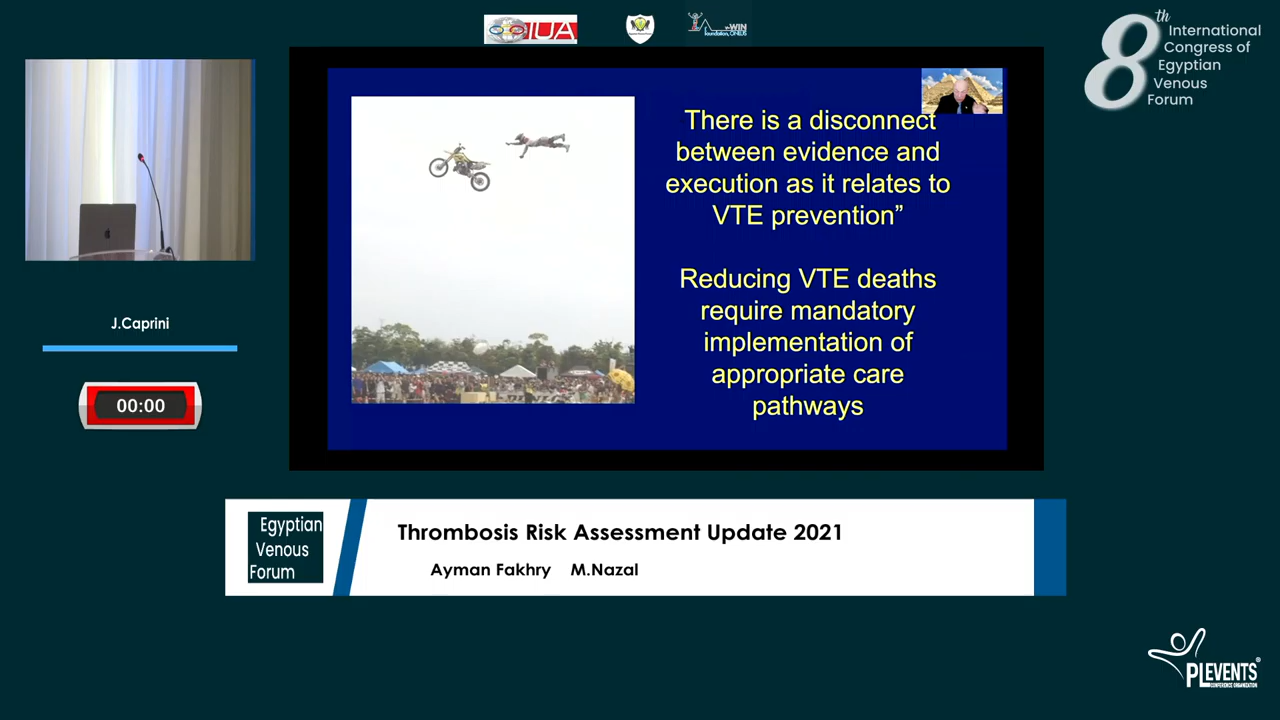 IUA
8th
International
Congress of
Egyptian
Venous
Forum
There is a disconnect
between evidence and
execution as it relates to
VTE prevention”
Reducing VTE deaths
require mandatory
implementation of
appropriate care
pathways
J.Caprini
00:00
Egyptian
Venous
Forum
Thrombosis Risk Assessment Update 2021
Ayman Fakhry M.Nazal
PLEVENTS®
CONFERENCE ORGANIZATION